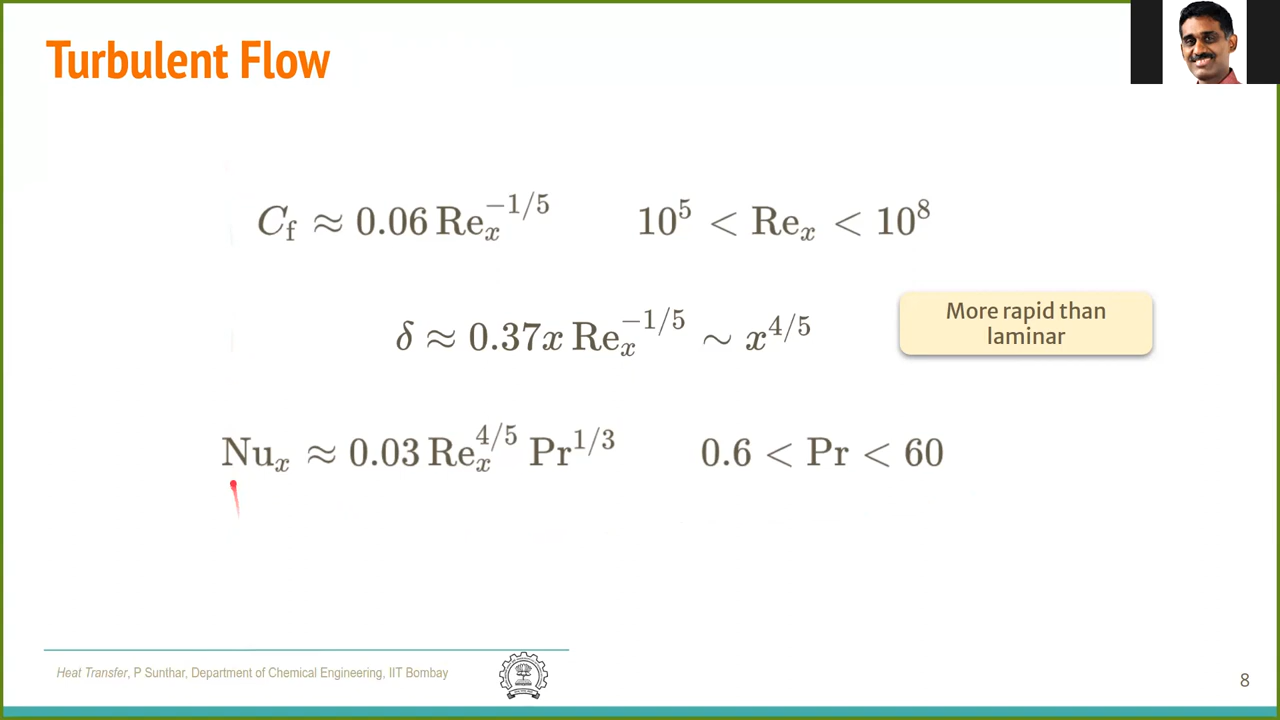 Turbulent Flow
C_f ≈ 0.06 Re_x^{-1/5} 10^5 < Re_x < 10^8
δ ≈ 0.37x Re_x^{-1/5} ∼ x^{4/5}
More rapid than
laminar
Nu_x ≈ 0.03 Re_x^{4/5} Pr^{1/3} 0.6 < Pr < 60
Heat Transfer, P Sunthar, Department of Chemical Engineering, IIT Bombay
8